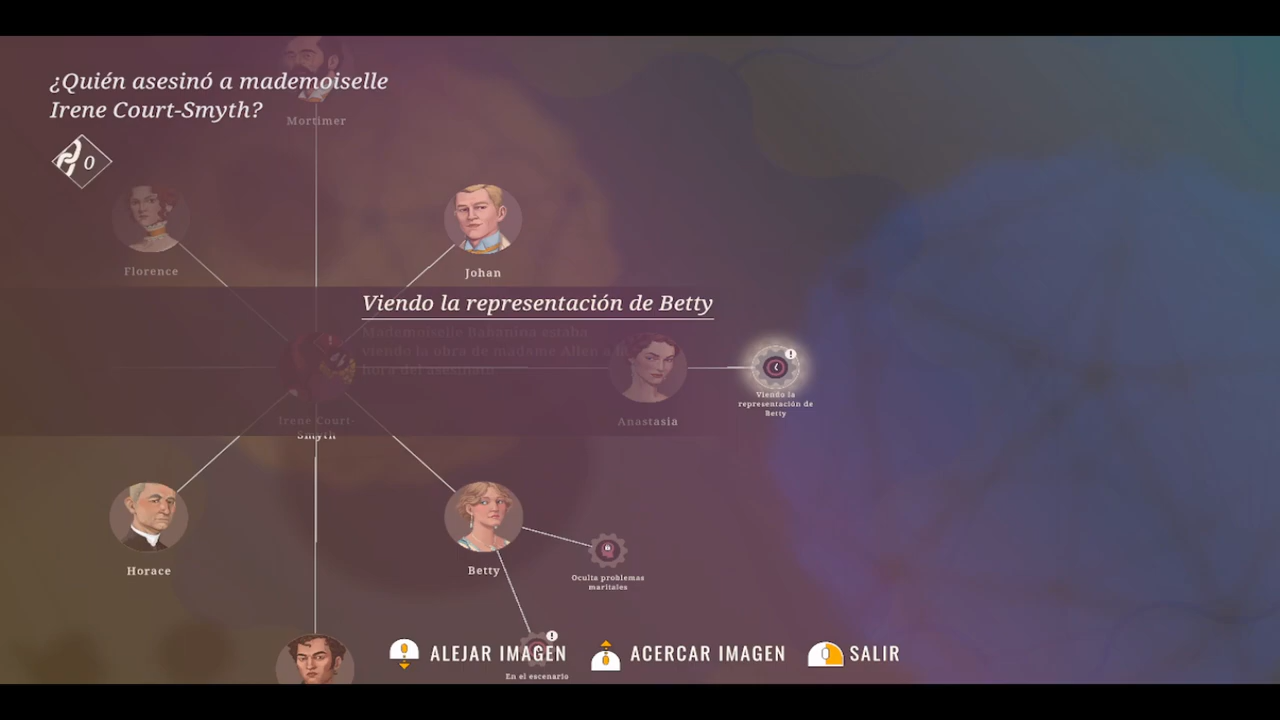 ¿Quién asesinó a mademoiselle
Irene Court-Smyth?
0
Mortimer
Florence
Johan
Viendo la representación de Betty
Mademoiselle Bahanina estaba
viendo la obra de madame Allen a la
hora del asesinato
Irene Court-
Smyth
Anastasia
Viendo la
representación de
Betty
Horace
Betty
Oculta problemas
maritales
En el escenario
ALEJAR IMAGEN
ACERCAR IMAGEN
SALIR